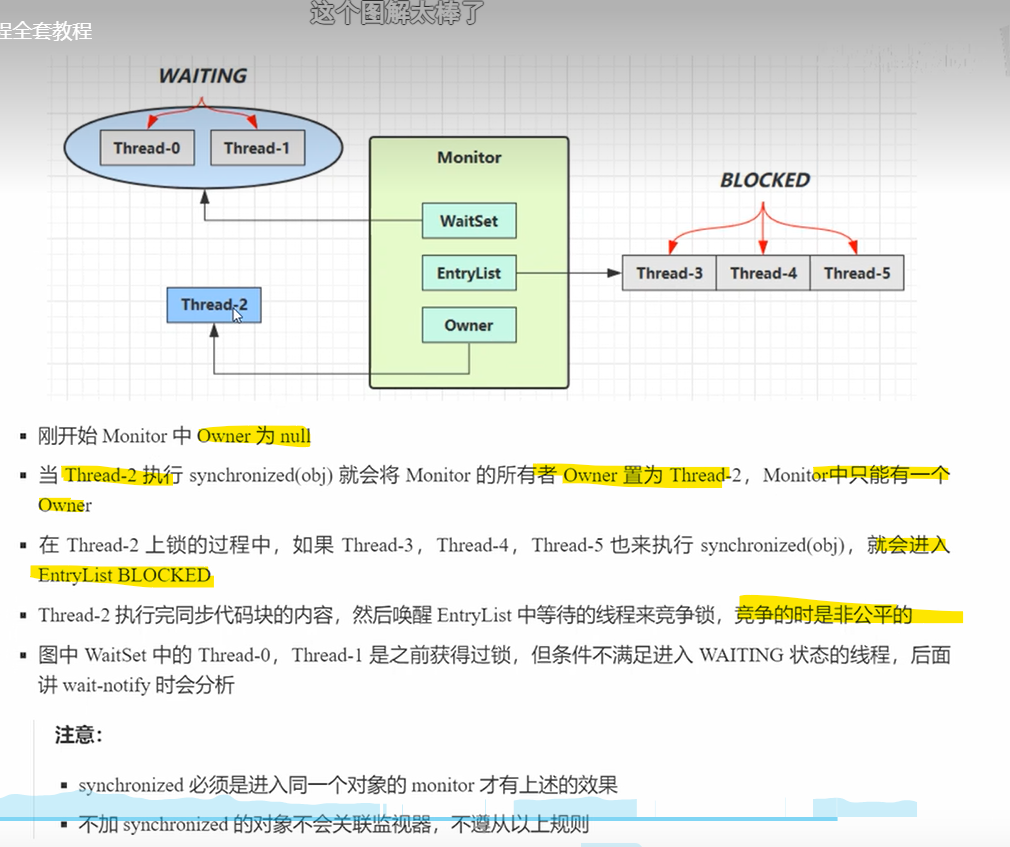 这个图解太棒了
程全套教程
WAITING
Thread-0
Thread-1
Monitor
BLOCKED
WaitSet
EntryList
Thread-3
Thread-4
Thread-5
Thread-2
Owner
▪ 刚开始 Monitor 中 Owner 为 null
▪ 当 Thread-2 执行 synchronized(obj) 就会将 Monitor 的所有者 Owner 置为 Thread-2，Monitor中只能有一个
Owner
▪ 在 Thread-2 上锁的过程中，如果 Thread-3，Thread-4，Thread-5 也来执行 synchronized(obj)，就会进入
EntryList BLOCKED
▪ Thread-2 执行完同步代码块的内容，然后唤醒 EntryList 中等待的线程来竞争锁，竞争的时是非公平的
▪ 图中 WaitSet 中的 Thread-0，Thread-1 是之前获得过锁，但条件不满足进入 WAITING 状态的线程，后面
讲 wait-notify 时会分析
注意：
▪ synchronized 必须是进入同一个对象的 monitor 才有上述的效果
▪ 不加 synchronized 的对象不会关联监视器，不遵从以上规则